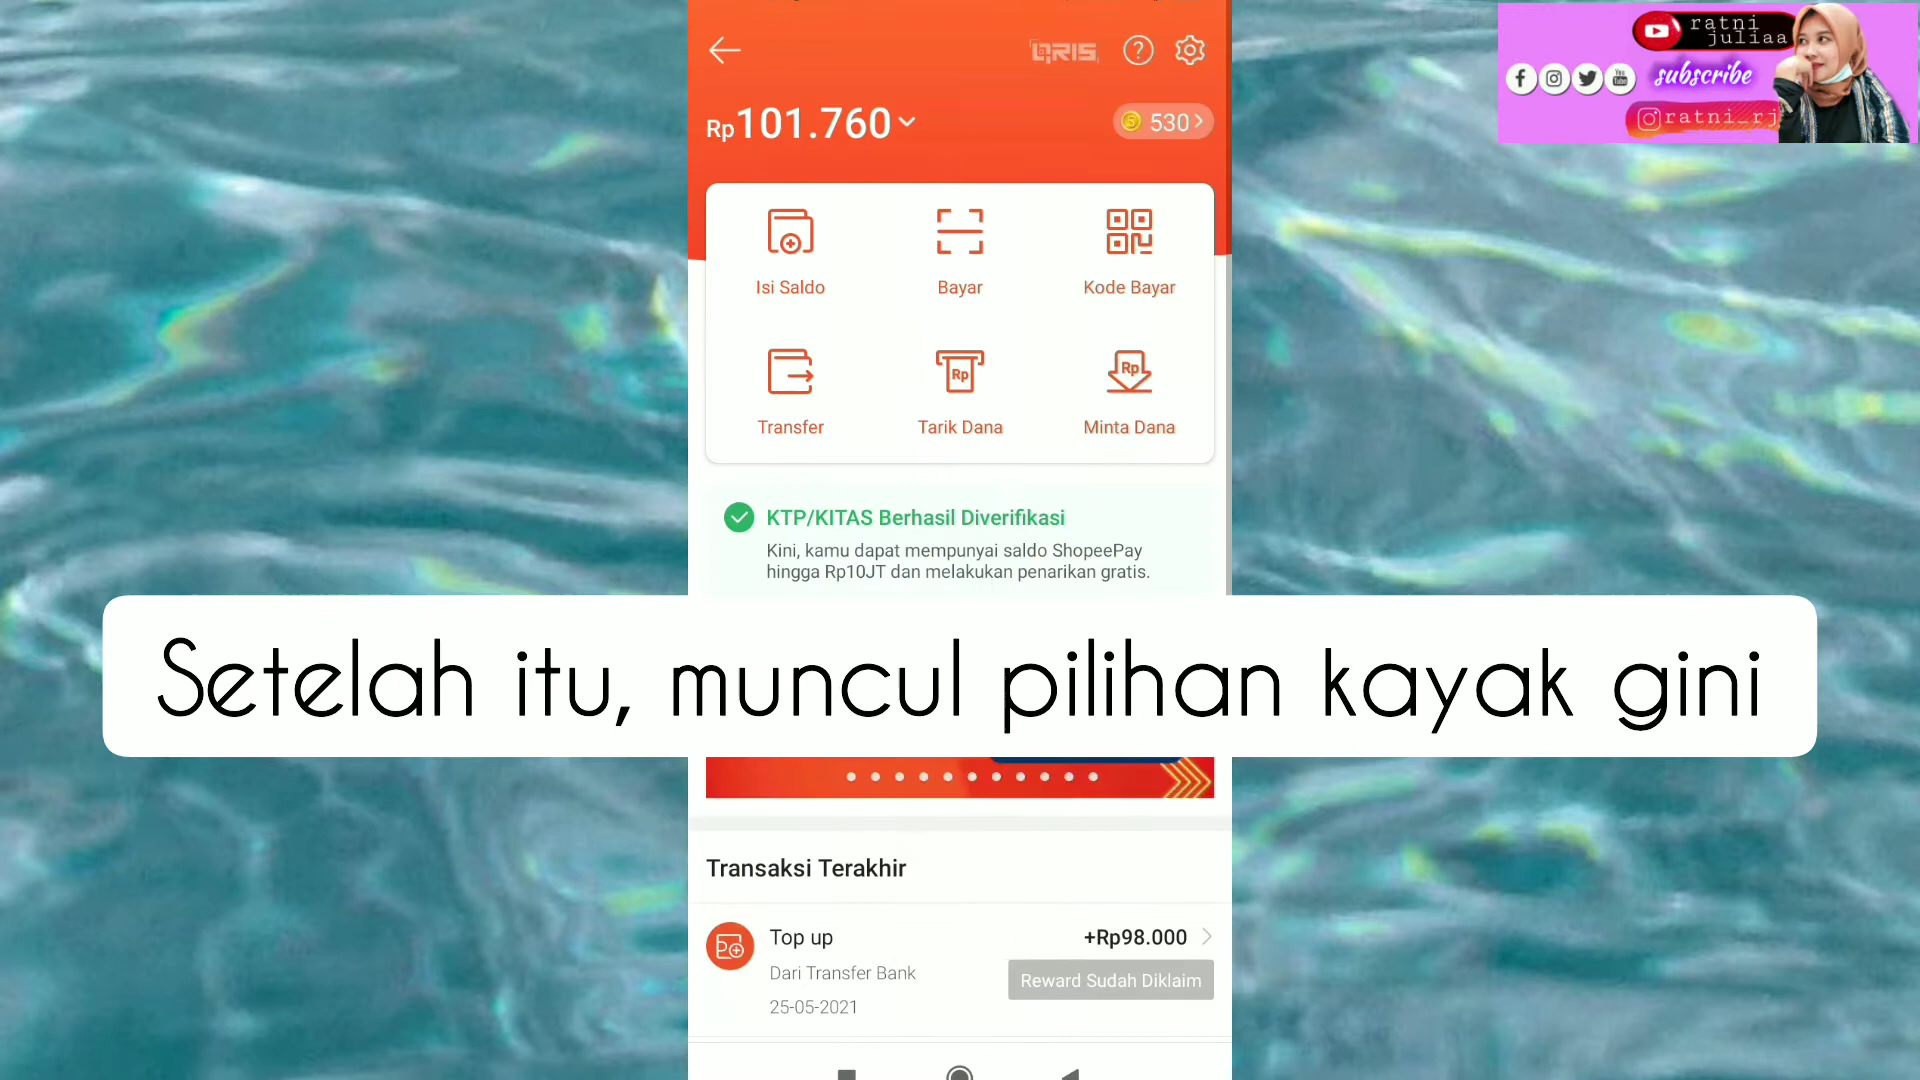 QRIS
ratni
juliaa
subscribe
ratni_rj
Rp101.760
530
Isi Saldo
Bayar
Kode Bayar
Transfer
Tarik Dana
Minta Dana
KTP/KITAS Berhasil Diverifikasi
Kini, kamu dapat mempunyai saldo ShopeePay
hingga Rp10JT dan melakukan penarikan gratis.
Setelah itu, muncul pilihan kayak gini
Transaksi Terakhir
Top up
+Rp98.000
Dari Transfer Bank
Reward Sudah Diklaim
25-05-2021